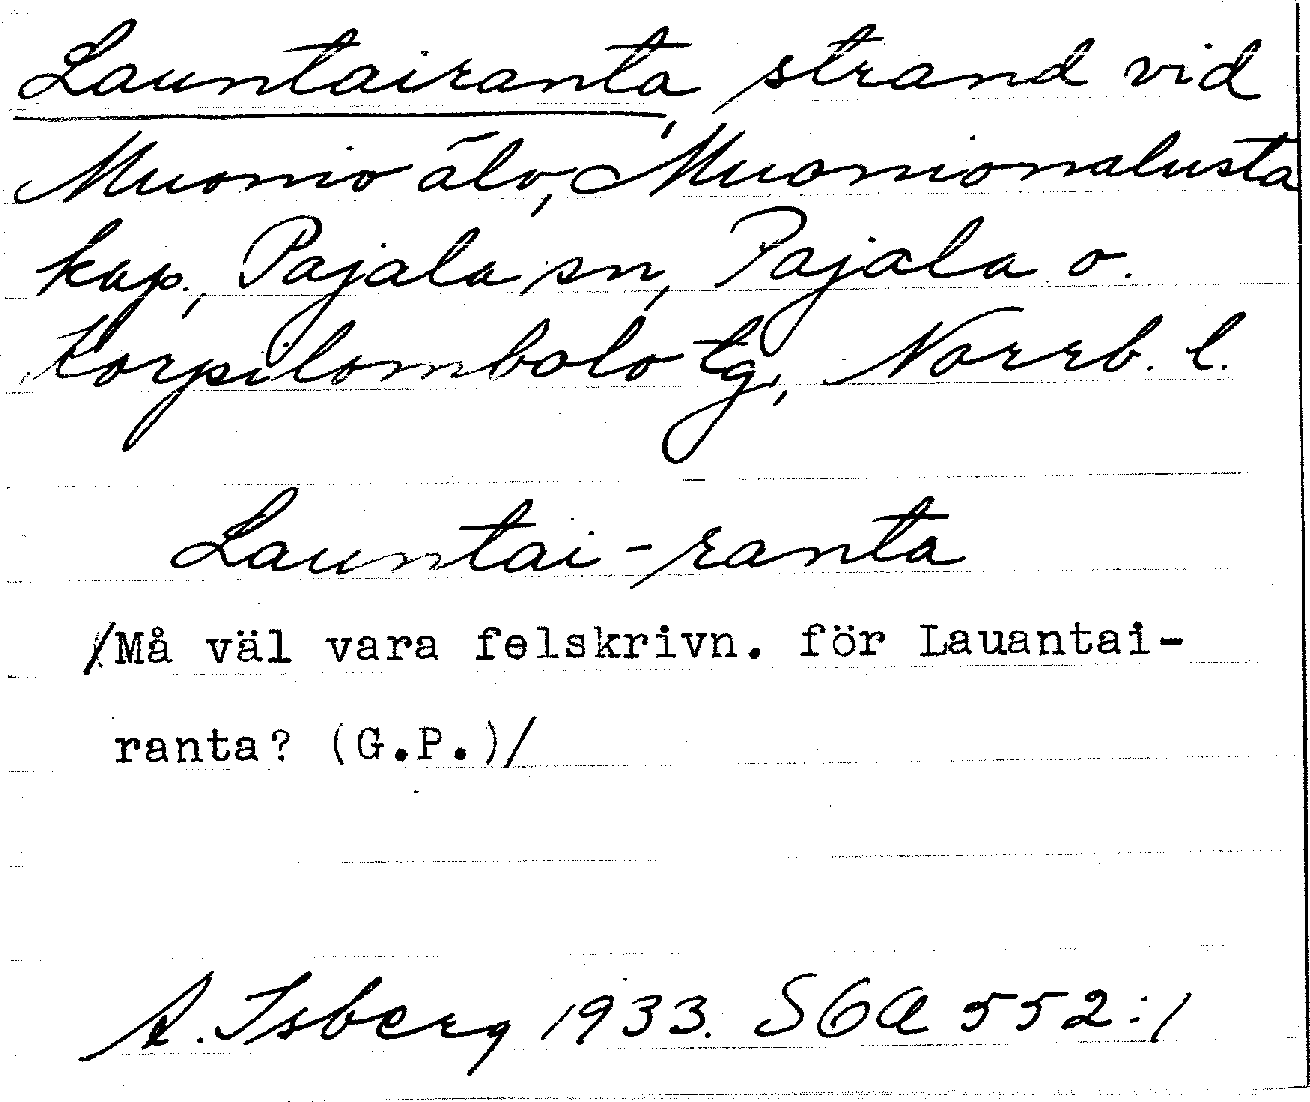 Launtairanta, strand vid
Muonio älv, Muonionalusta
kap., Pajala sn, Pajala o.
Korpilombolo tg, Norrb. l.
Launtai-ranta
/Må väl vara felskrivn. för Lauantai-
ranta? (G.P.)/
A. Isberg 1933. SGA 552:1